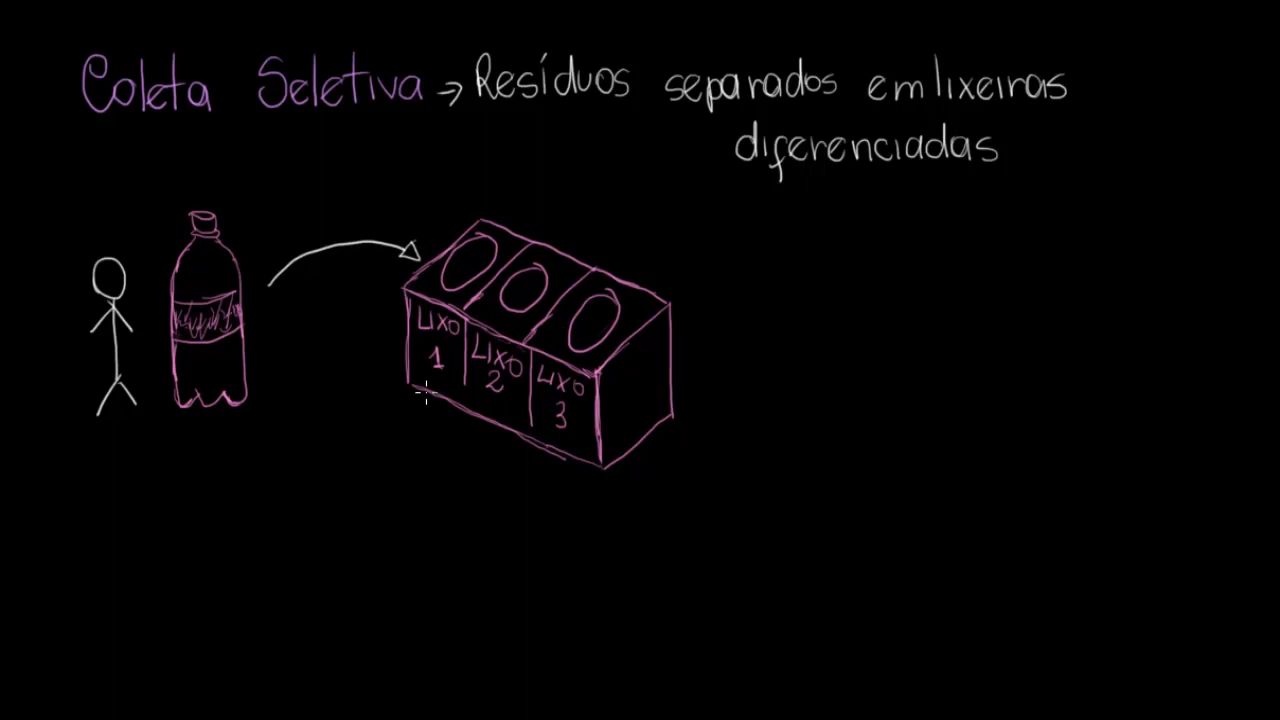 Coleta Seletiva → Resíduos separados em lixeiras
diferenciadas
LIXO
1
LIXO
2
LIXO
3